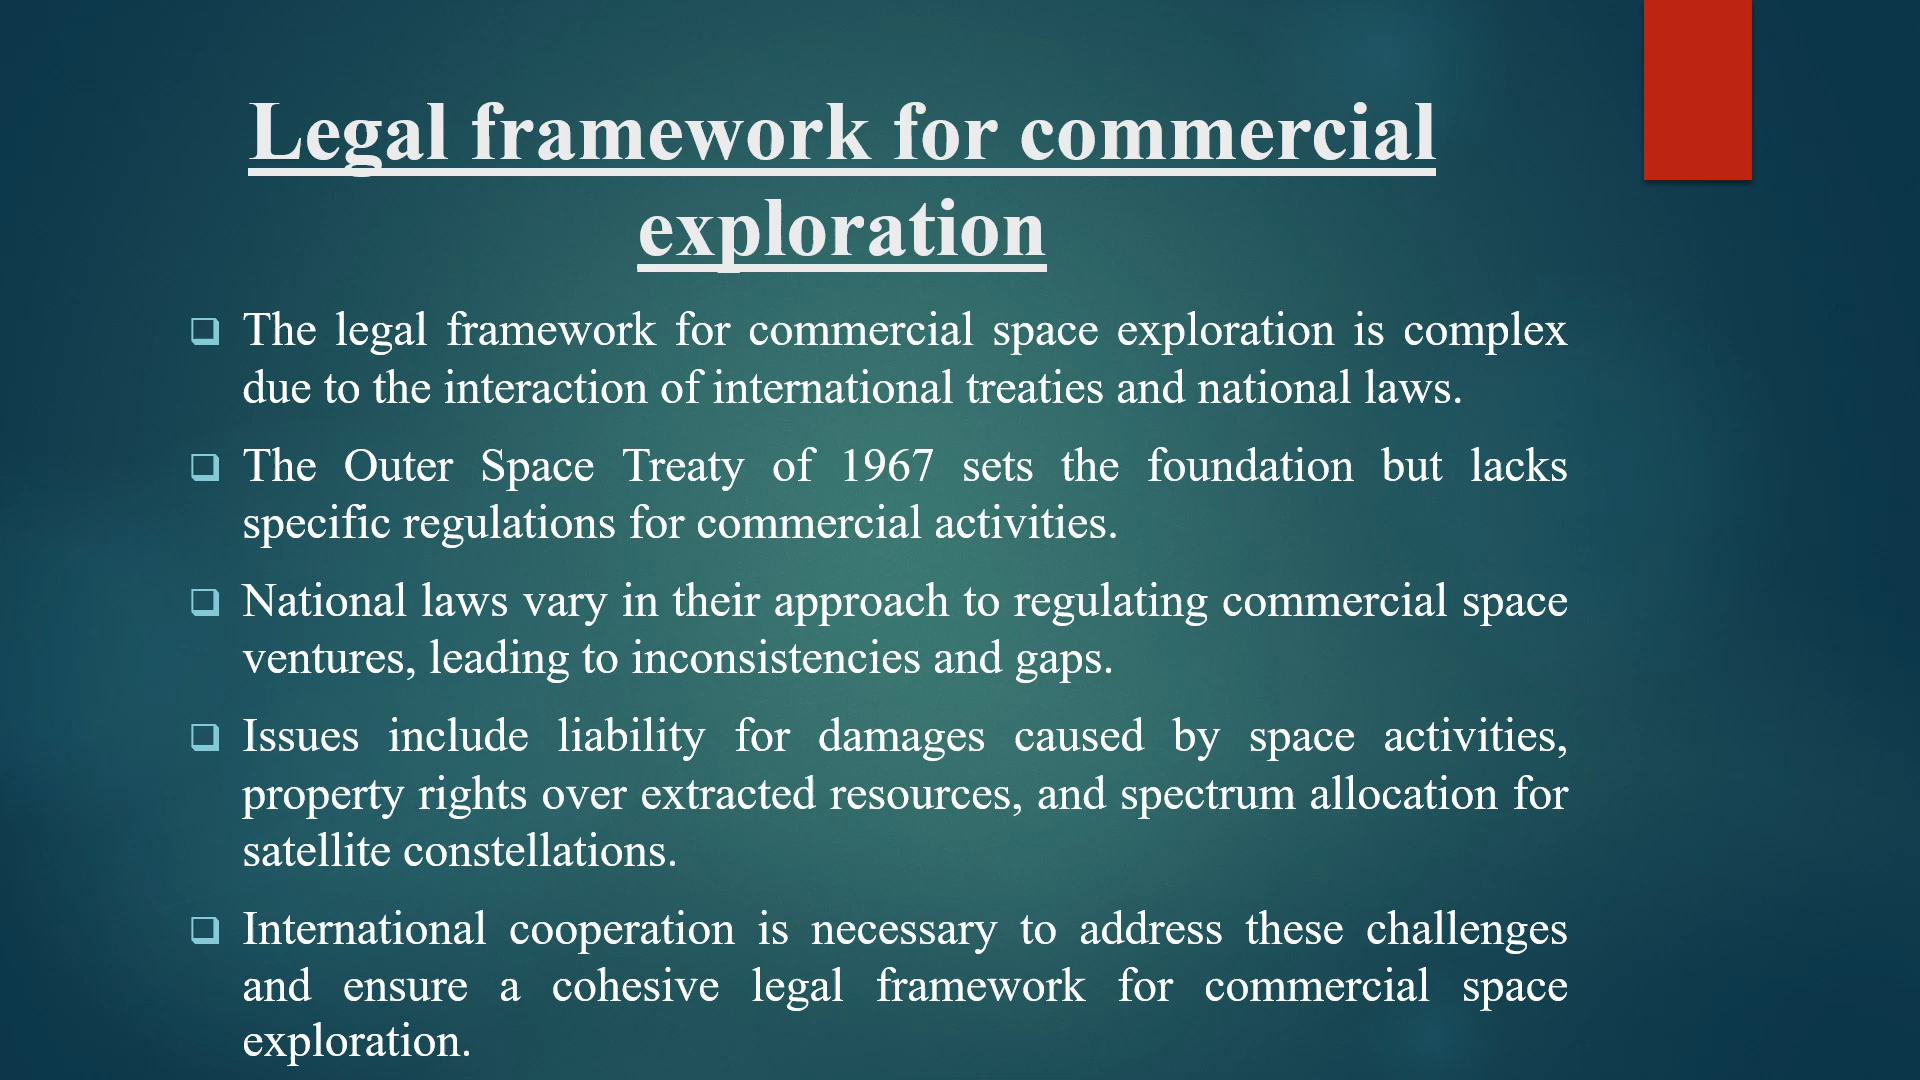 Legal framework for commercial
exploration
The legal framework for commercial space exploration is complex
due to the interaction of international treaties and national laws.
The Outer Space Treaty of 1967 sets the foundation but lacks
specific regulations for commercial activities.
National laws vary in their approach to regulating commercial space
ventures, leading to inconsistencies and gaps.
Issues include liability for damages caused by space activities,
property rights over extracted resources, and spectrum allocation for
satellite constellations.
International cooperation is necessary to address these challenges
and ensure a cohesive legal framework for commercial space
exploration.